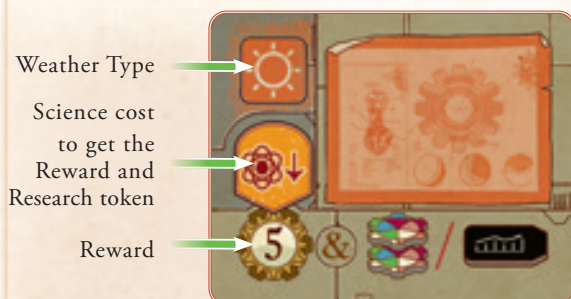 Weather Type
Science cost
to get the
Reward and
Research token
Reward
5 &
/